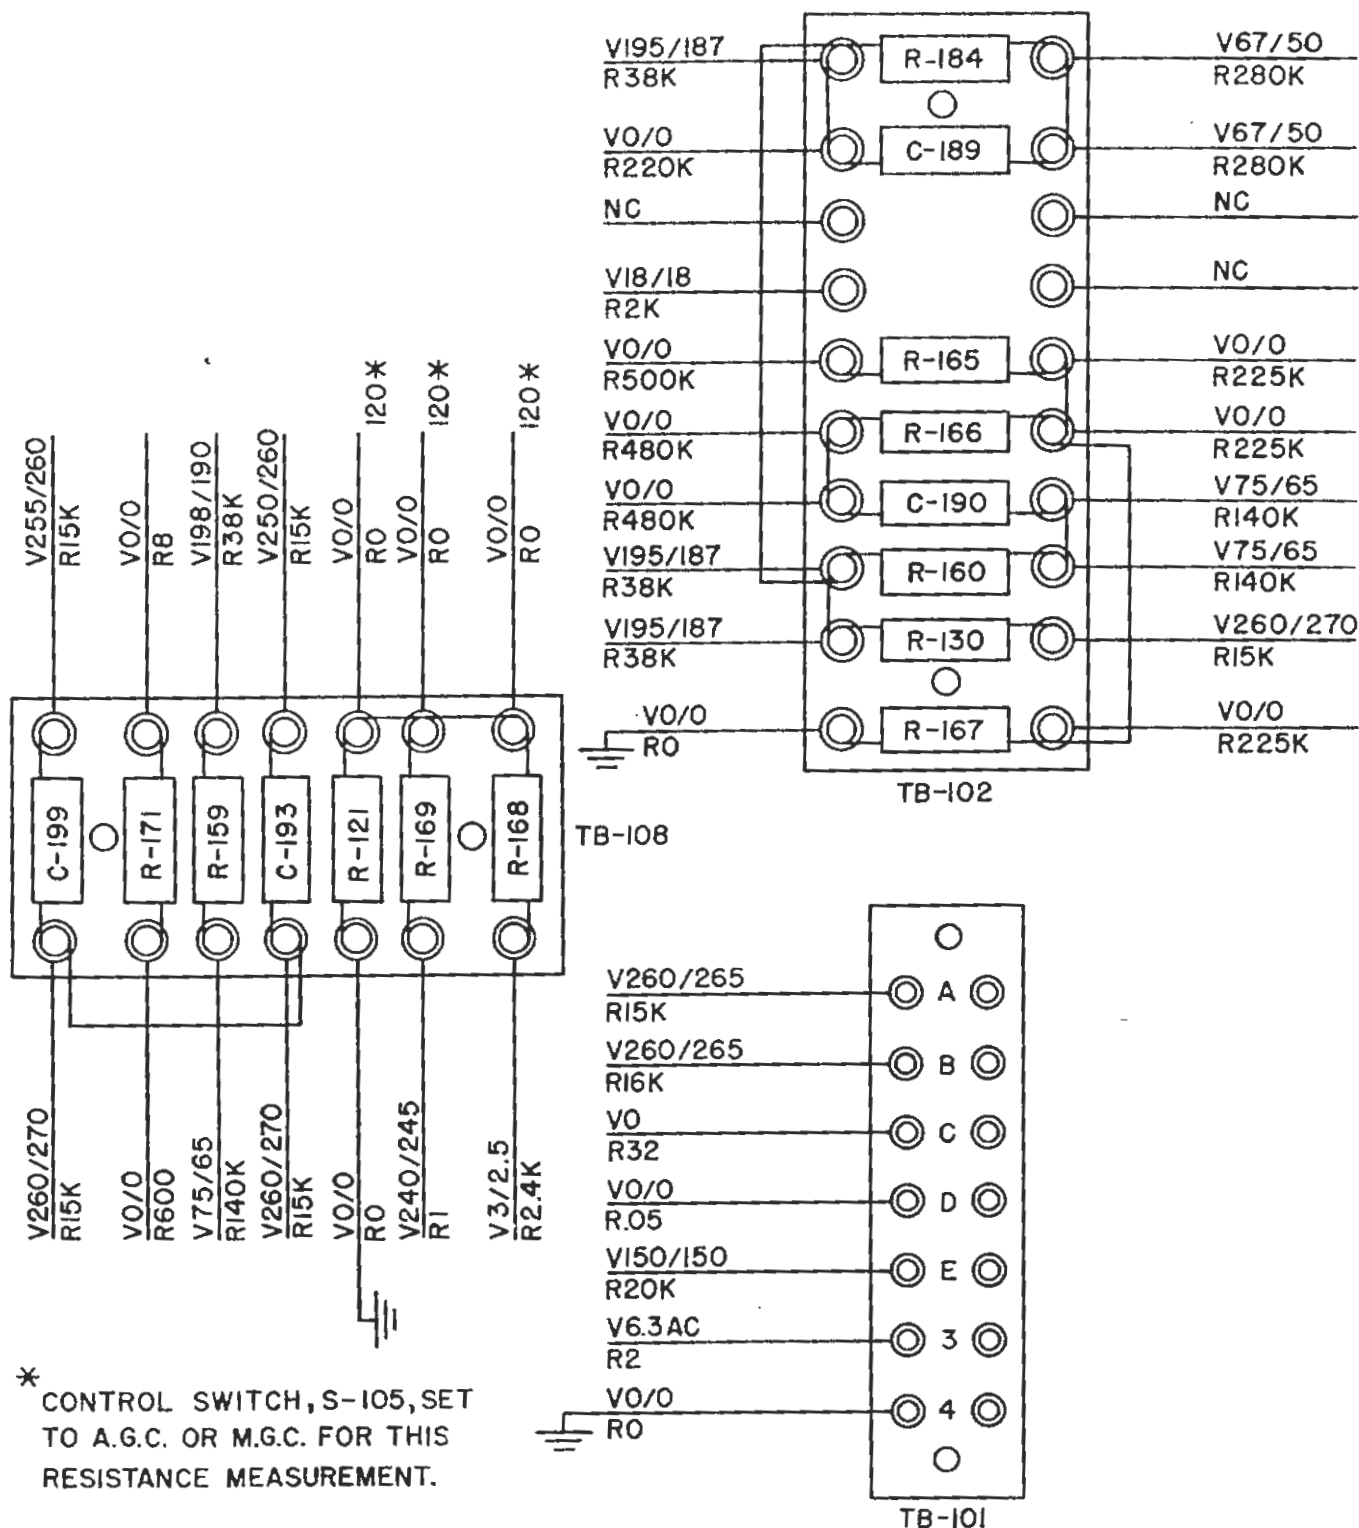 V195/187
R38K
R-184
V67/50
R280K
V0/0
R220K
C-189
V67/50
R280K
NC
NC
V18/18
R2K
NC
V0/0
R500K
R-165
V0/0
R225K
V0/0
R480K
R-166
V0/0
R225K
V0/0
R480K
C-190
V75/65
R140K
V195/187
R38K
R-160
V75/65
R140K
V195/187
R38K
R-130
V260/270
R15K
V0/0
R0
R-167
V0/0
R225K
TB-102
V255/260
R15K
V0/0
R8
V198/190
R38K
V250/260
R15K
V0/0
R0 120*
V0/0
R0 120*
V0/0
R0 120*
C-199
R-171
R-159
C-193
R-121
R-169
R-168
TB-108
V260/270
R15K
V0/0
R600
V75/65
R140K
V260/270
R15K
V0/0
R0
V240/245
R1
V3/2.5
R2.4K
V260/265
R15K
A
V260/265
R16K
B
V0
R32
C
V0/0
R.05
D
V150/150
R20K
E
V6.3AC
R2
3
V0/0
R0
4
TB-101
*
CONTROL SWITCH, S-105, SET
TO A.G.C. OR M.G.C. FOR THIS
RESISTANCE MEASUREMENT.